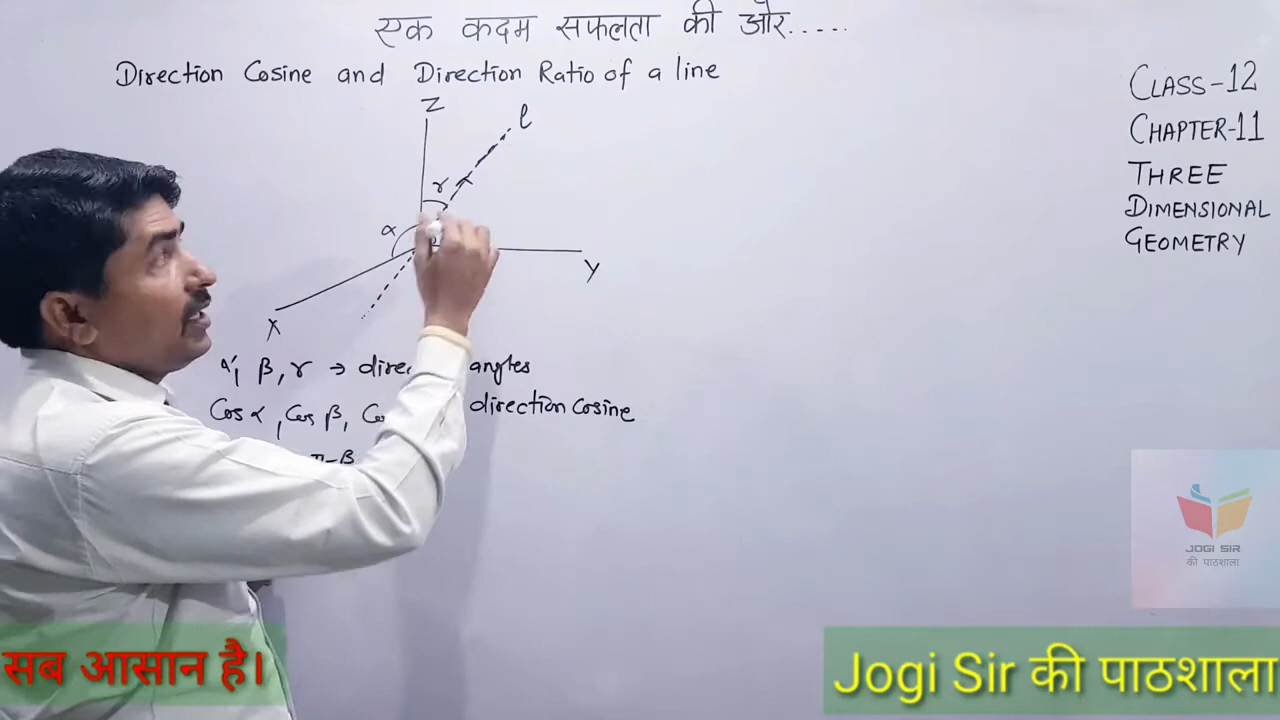 एक कदम सफलता की ओर.....
Direction Cosine and Direction Ratio of a line
CLASS-12
CHAPTER-11
THREE
DIMENSIONAL
GEOMETRY
Z
l
γ
α
Y
X
α, β, γ → direc angles
Cos α, Cos β, Co direction Cosine
π-β
JOGI SIR
की पाठशाला
सब आसान है।
Jogi Sir की पाठशाला